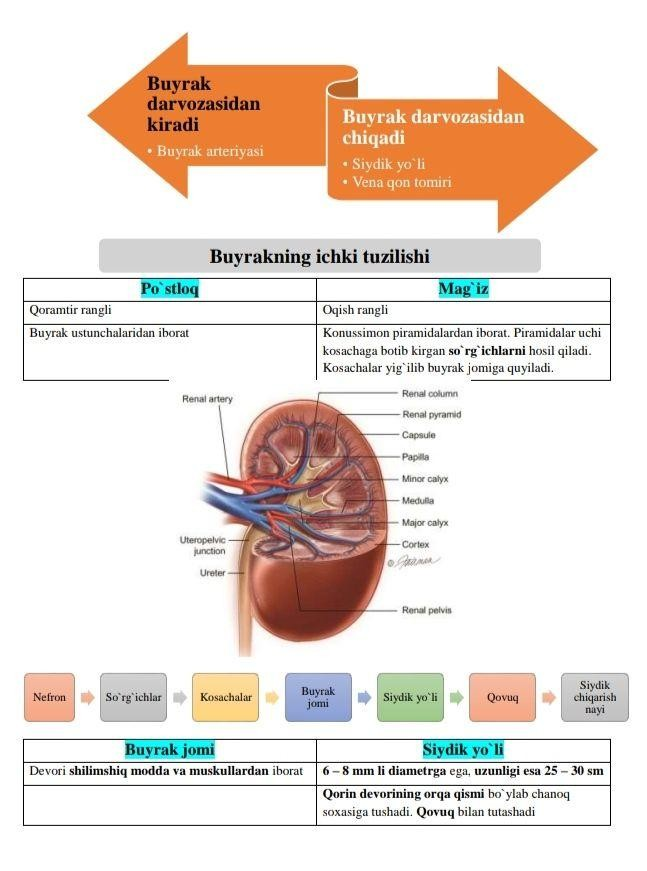 Buyrak
darvozasidan
kiradi
• Buyrak arteriyasi
Buyrak darvozasidan
chiqadi
• Siydik yo`li
• Vena qon tomiri
Buyrakning ichki tuzilishi
Po`stloq
Mag`iz
Qoramtir rangli
Oqish rangli
Buyrak ustunchalaridan iborat
Konussimon piramidalardan iborat. Piramidalar uchi
kosachaga botib kirgan so`rg`ichlarni hosil qiladi.
Kosachalar yig`ilib buyrak jomiga quyiladi.
Renal artery
Renal column
Renal pyramid
Capsule
Papilla
Minor calyx
Medulla
Major calyx
Cortex
Uteropelvic
junction
Ureter
Renal pelvis
Nefron
So`rg`ichlar
Kosachalar
Buyrak
jomi
Siydik yo`li
Qovuq
Siydik
chiqarish
nayi
Buyrak jomi
Siydik yo`li
Devori shilimshiq modda va muskullardan iborat
6 – 8 mm li diametrga ega, uzunligi esa 25 – 30 sm
Qorin devorining orqa qismi bo`ylab chanoq
soxasiga tushadi. Qovuq bilan tutashadi